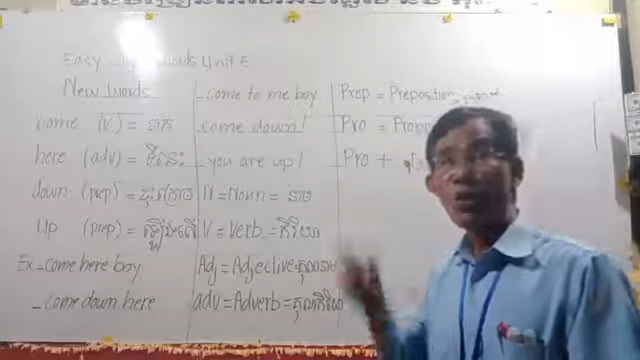 Easy words Unit E
New words
come (v) = មក
here (adv) = ទីនេះ
down (prep) = ចុះក្រោម
Up (prep) = ឡើងលើ
Ex - come here boy
- come down here
- come to me boy
- come down!
- you are up!
N = Noun = នាម
V = Verb = កិរិយា
Adj = Adjective = គុណនាម
adv = Adverb = គុណកិរិយា
Prep = Preposition
Pro =
Pro +